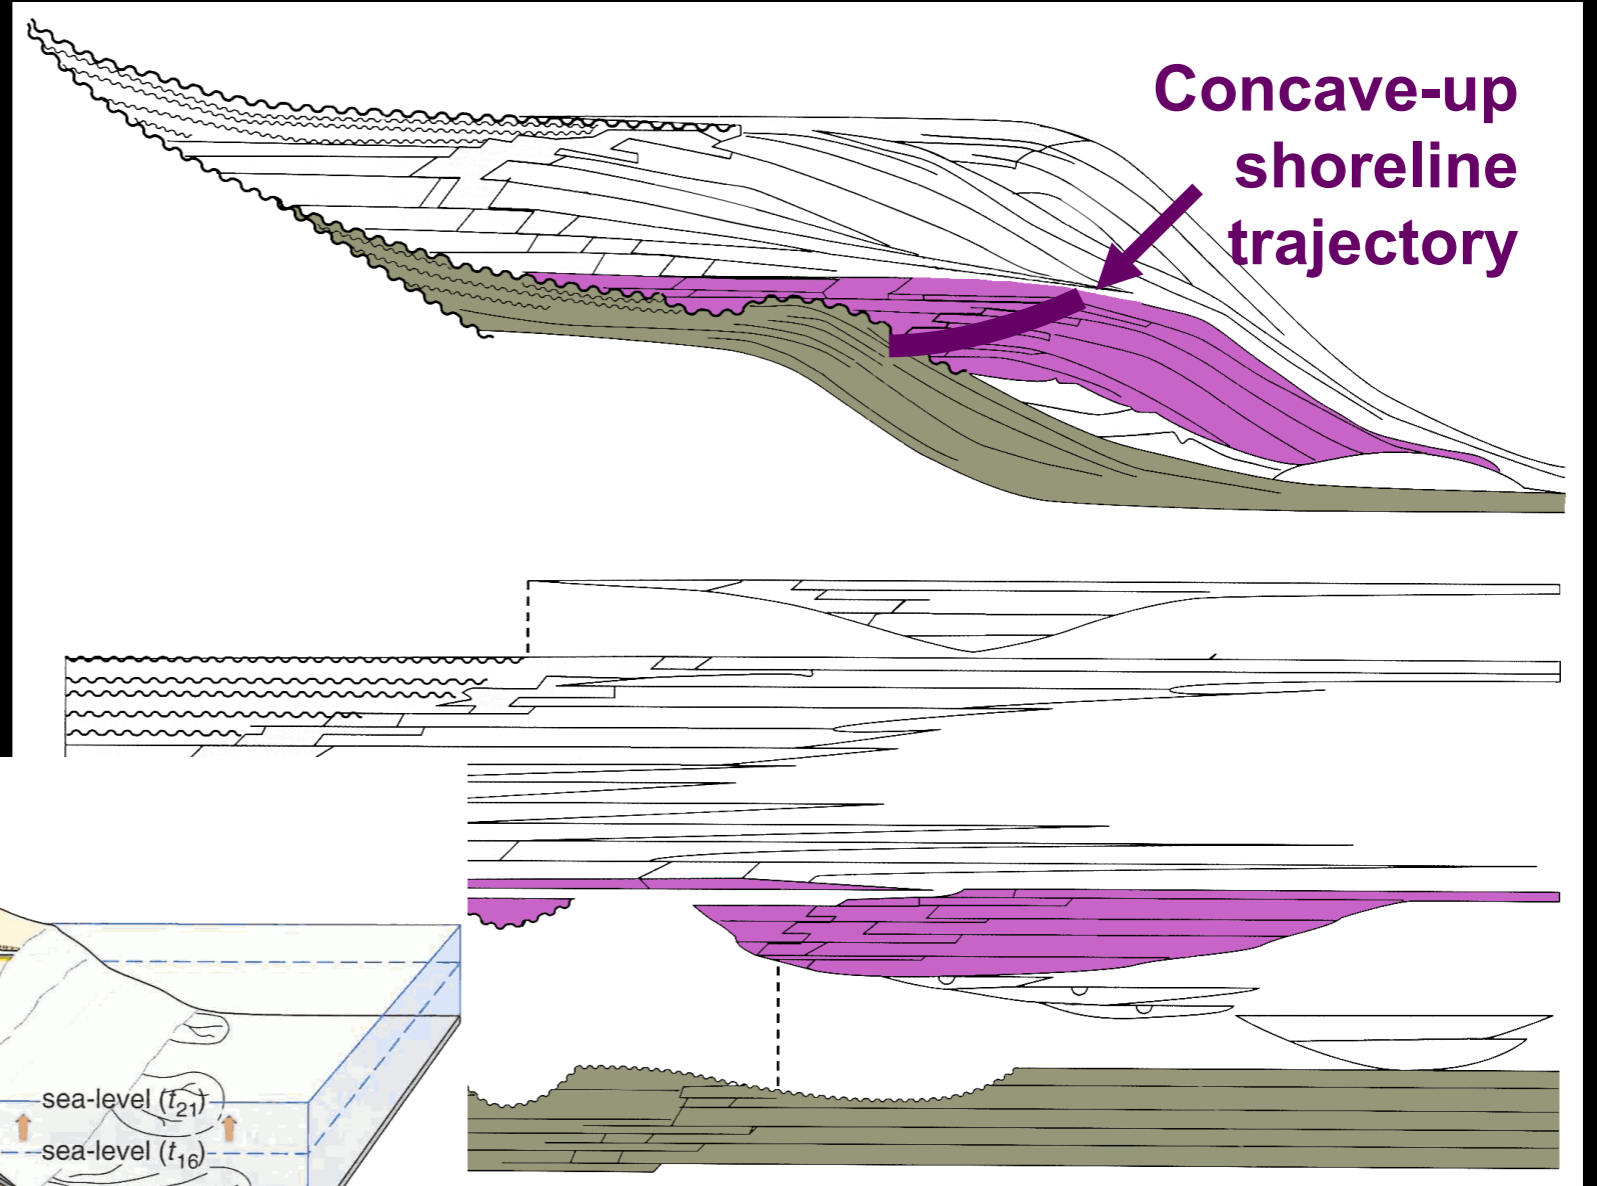 Concave-up
shoreline
trajectory
sea-level (t21)
sea-level (t16)